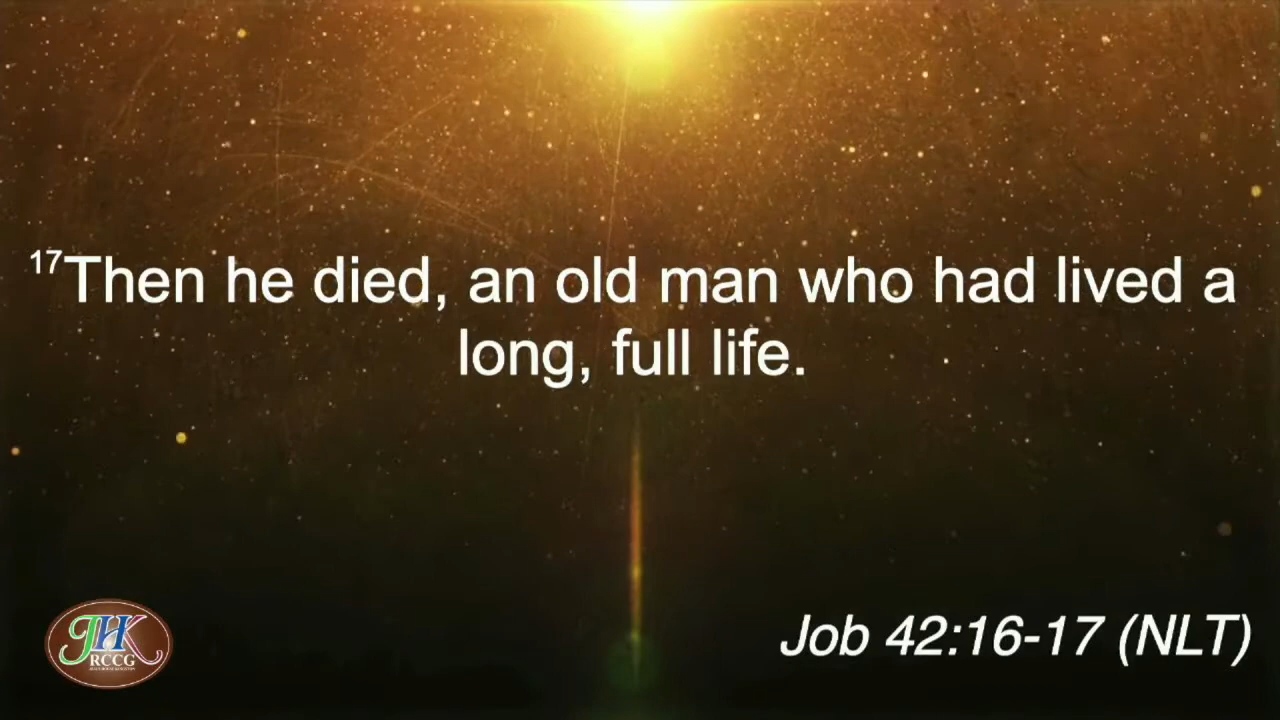 ¹⁷Then he died, an old man who had lived a
long, full life.
Job 42:16-17 (NLT)
JHK
RCCG